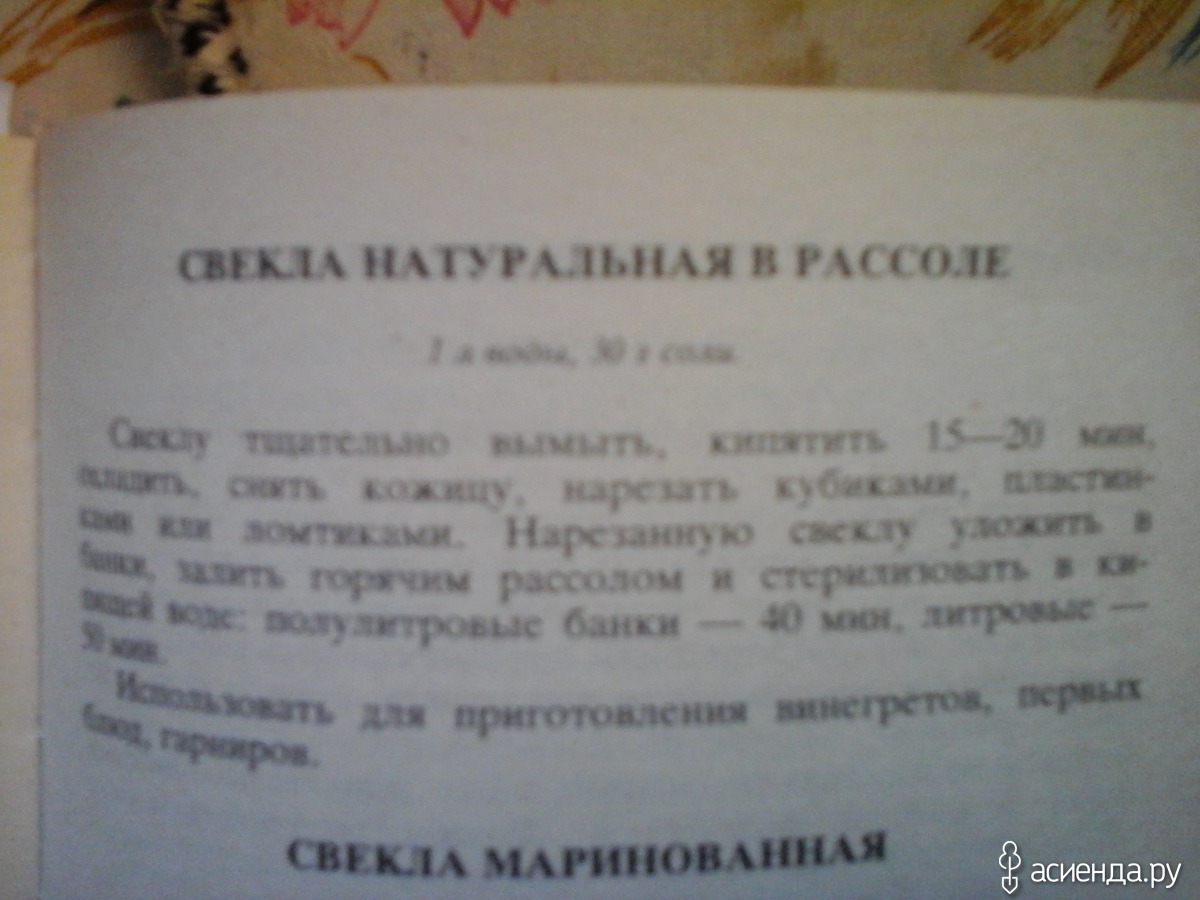 СВЕКЛА НАТУРАЛЬНАЯ В РАССОЛЕ
1 л воды, 30 г соли.
Свеклу тщательно вымыть, кипятить 15—20 мин,
охладить, снять кожицу, нарезать кубиками, пластин-
ками или ломтиками. Нарезанную свеклу уложить в
банки, залить горячим рассолом и стерилизовать в ки-
пящей воде: полулитровые банки — 40 мин, литровые —
50 мин.
Использовать для приготовления винегретов, первых
блюд, гарниров.
СВЕКЛА МАРИНОВАННАЯ
асиенда.ру